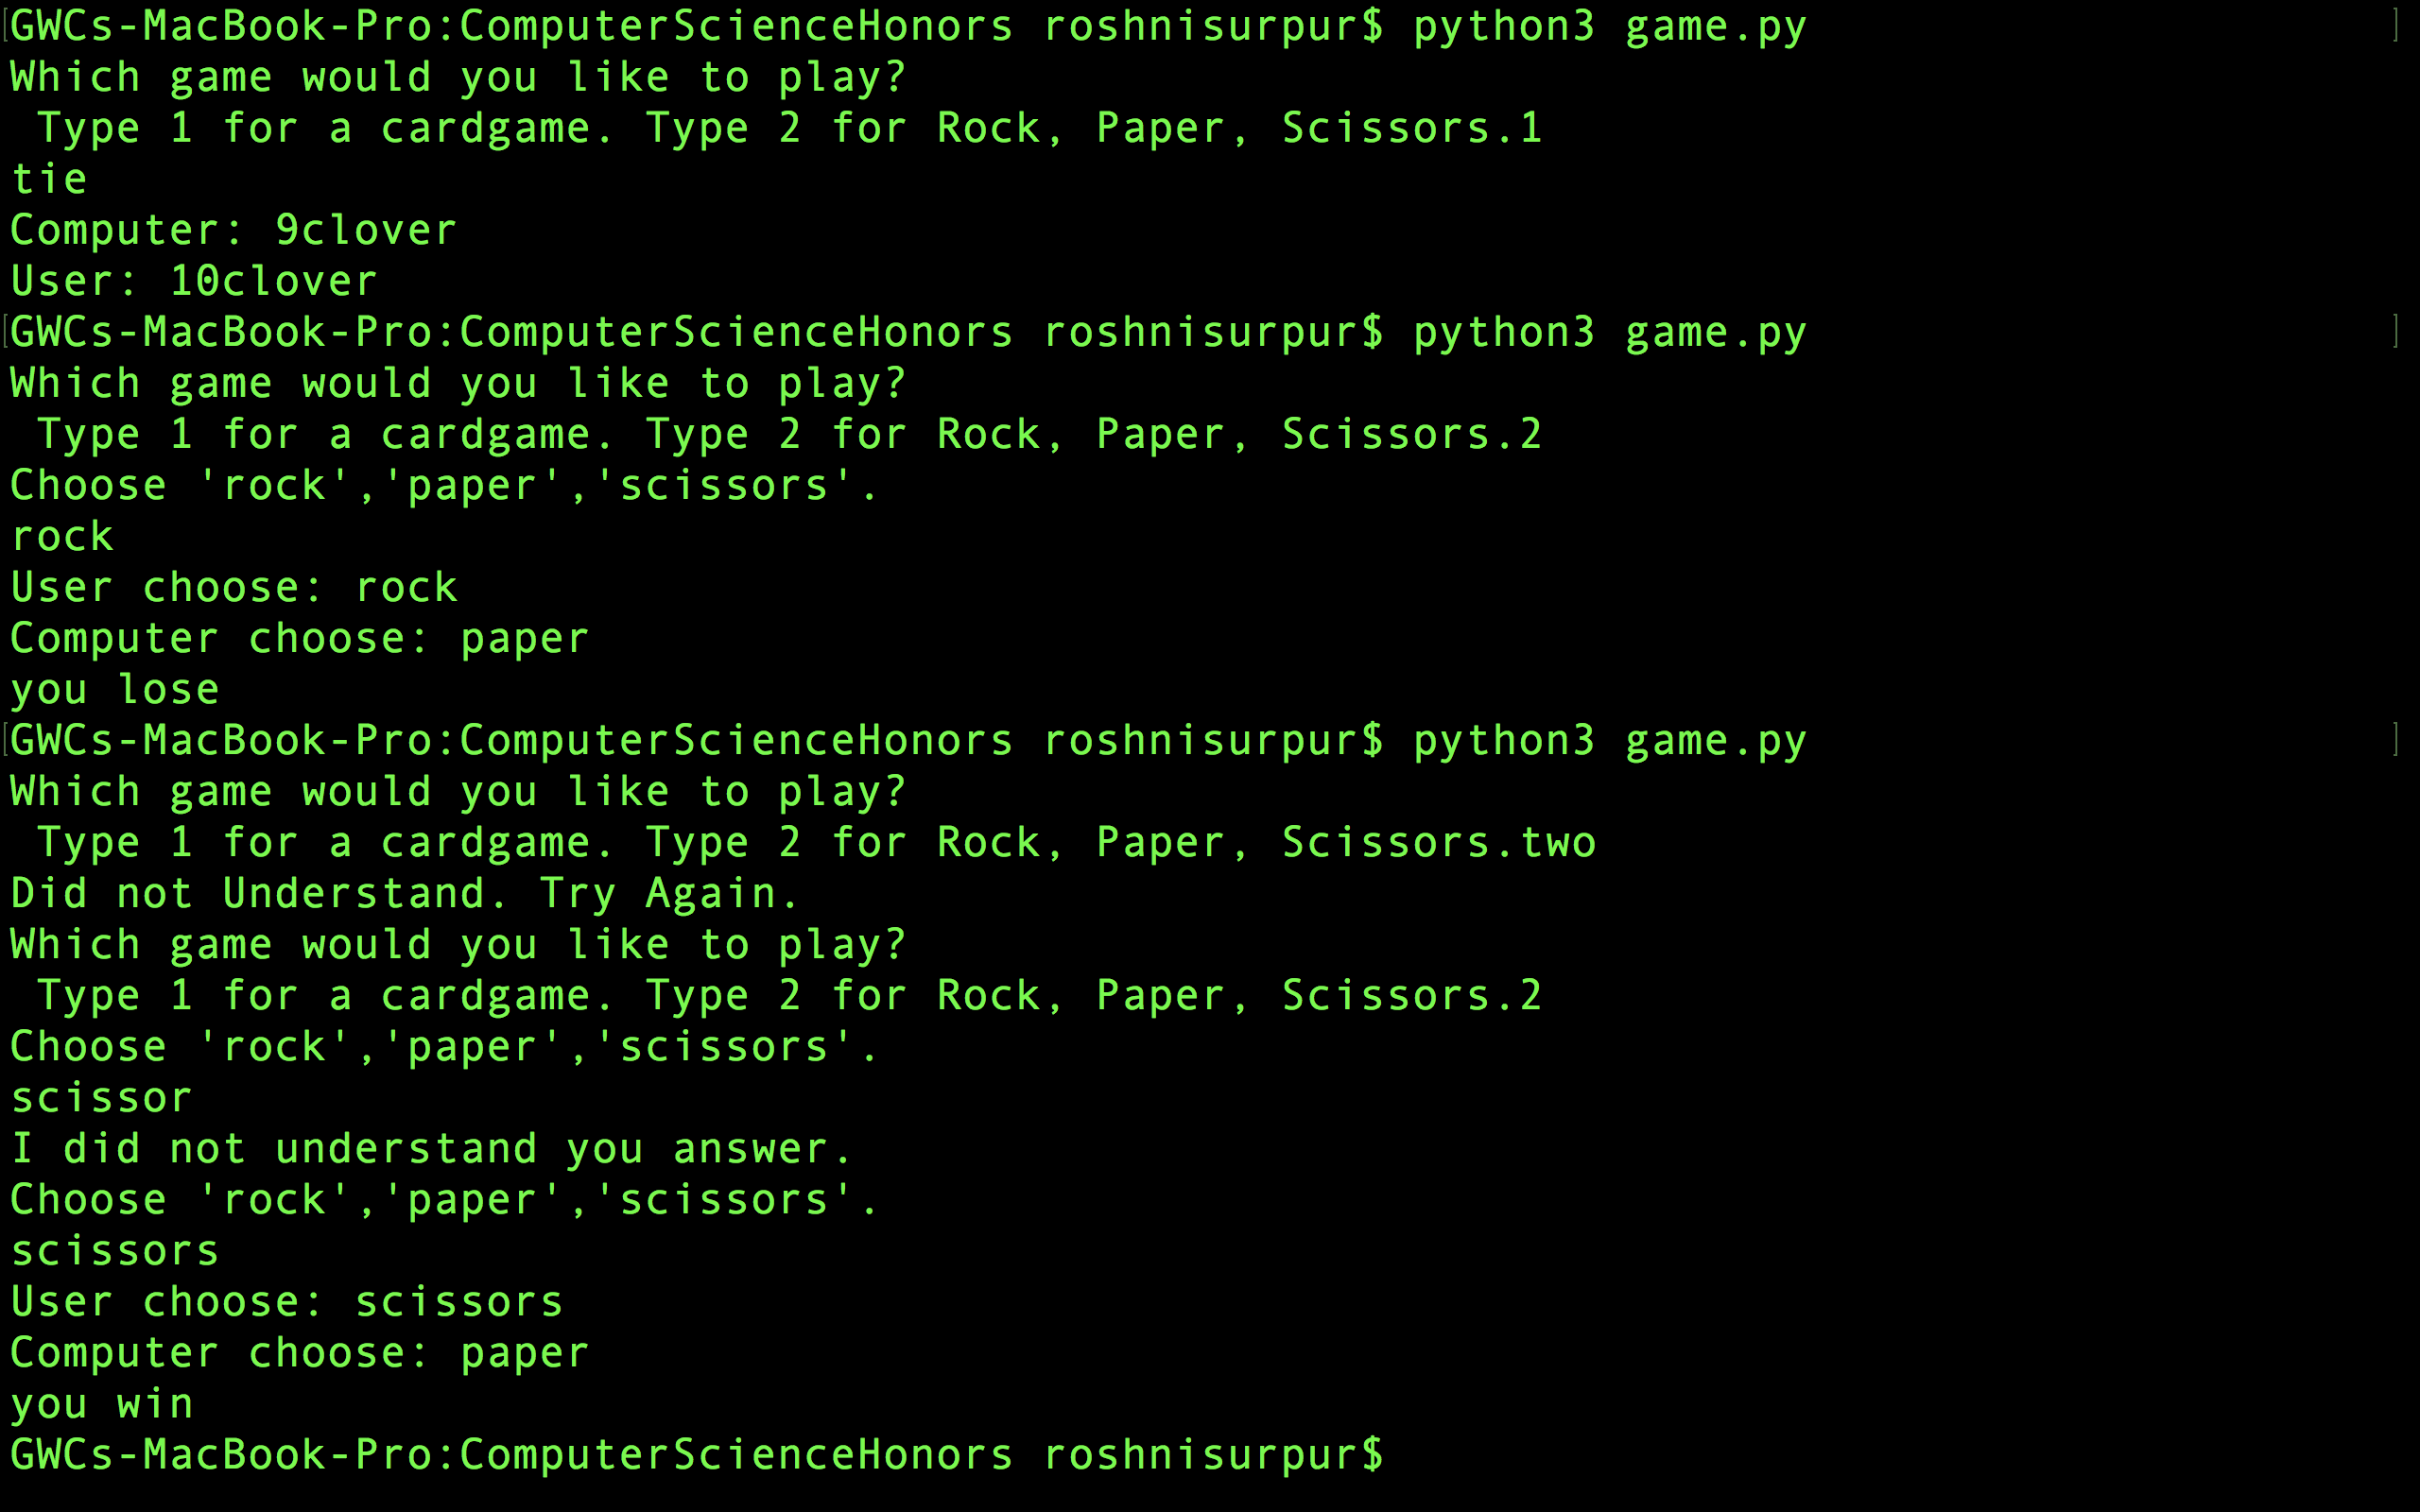 [GWCs-MacBook-Pro:ComputerScienceHonors roshnisurpur$ python3 game.py ]
Which game would you like to play?
 Type 1 for a cardgame. Type 2 for Rock, Paper, Scissors.1
tie
Computer: 9clover
User: 10clover
[GWCs-MacBook-Pro:ComputerScienceHonors roshnisurpur$ python3 game.py ]
Which game would you like to play?
 Type 1 for a cardgame. Type 2 for Rock, Paper, Scissors.2
Choose 'rock','paper','scissors'.
rock
User choose: rock
Computer choose: paper
you lose
[GWCs-MacBook-Pro:ComputerScienceHonors roshnisurpur$ python3 game.py ]
Which game would you like to play?
 Type 1 for a cardgame. Type 2 for Rock, Paper, Scissors.two
Did not Understand. Try Again.
Which game would you like to play?
 Type 1 for a cardgame. Type 2 for Rock, Paper, Scissors.2
Choose 'rock','paper','scissors'.
scissor
I did not understand you answer.
Choose 'rock','paper','scissors'.
scissors
User choose: scissors
Computer choose: paper
you win
GWCs-MacBook-Pro:ComputerScienceHonors roshnisurpur$